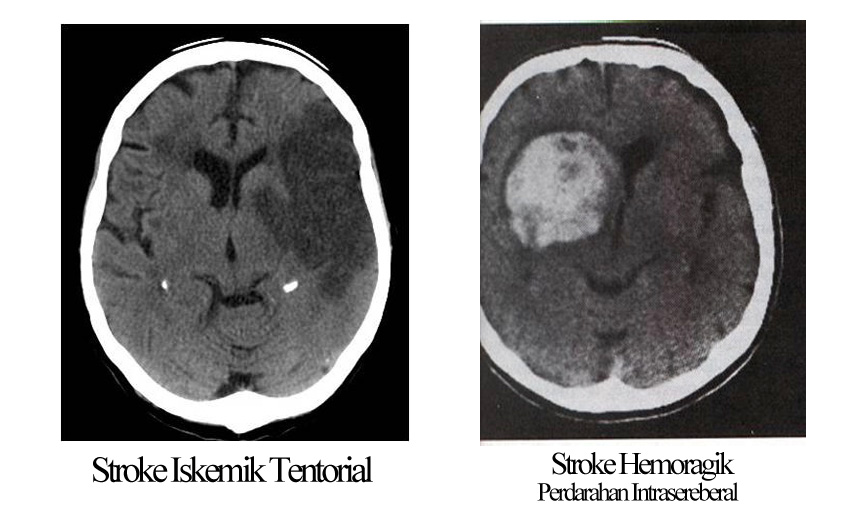 Stroke Iskemik Tentorial
Stroke Hemoragik
Perdarahan Intrasereberal